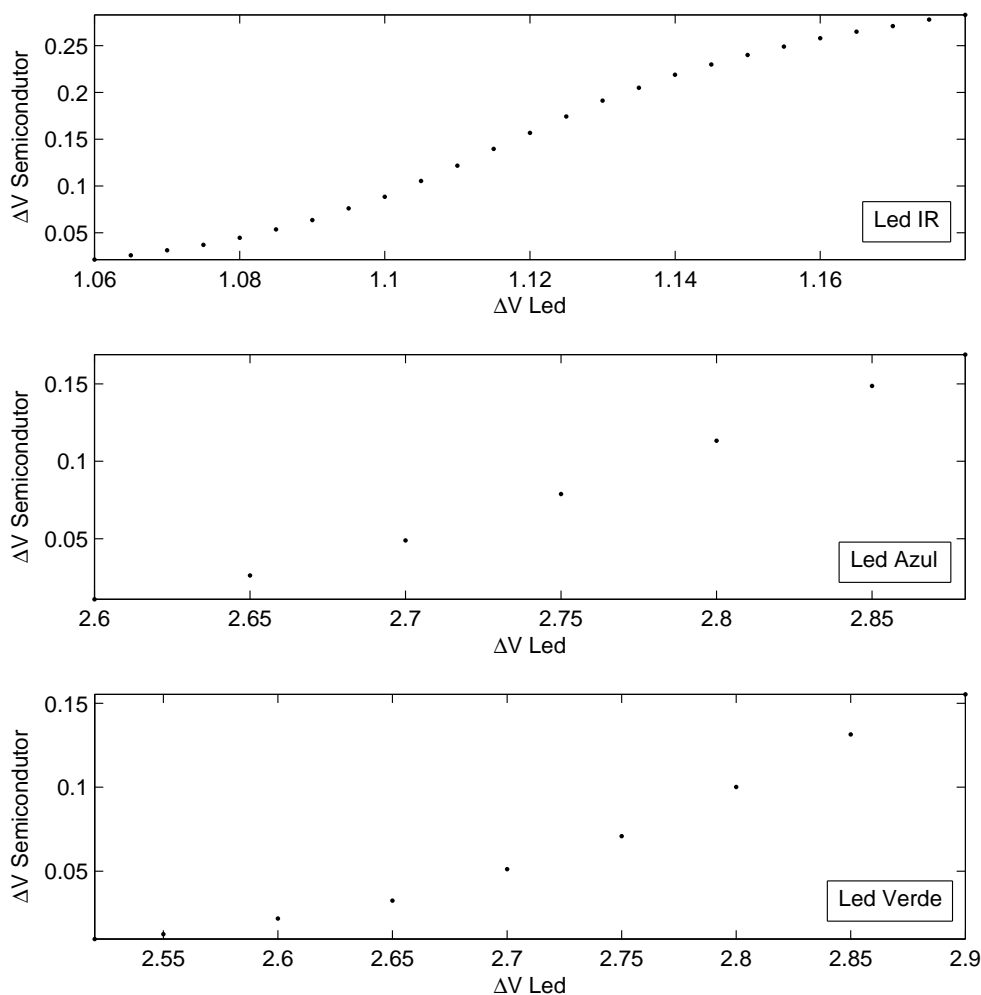 0.25
0.2
0.15
0.1
0.05
ΔV Semicondutor
Led IR
1.06 1.08 1.1 1.12 1.14 1.16
ΔV Led
0.15
0.1
0.05
ΔV Semicondutor
Led Azul
2.6 2.65 2.7 2.75 2.8 2.85
ΔV Led
0.15
0.1
0.05
ΔV Semicondutor
Led Verde
2.55 2.6 2.65 2.7 2.75 2.8 2.85 2.9
ΔV Led